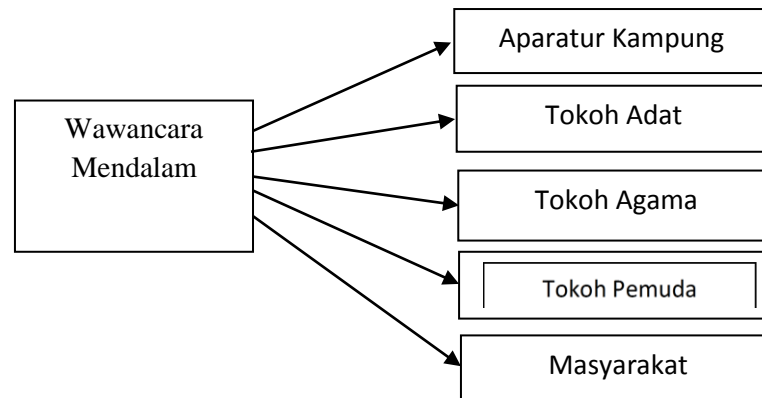 Wawancara
Mendalam
Aparatur Kampung
Tokoh Adat
Tokoh Agama
Tokoh Pemuda
Masyarakat